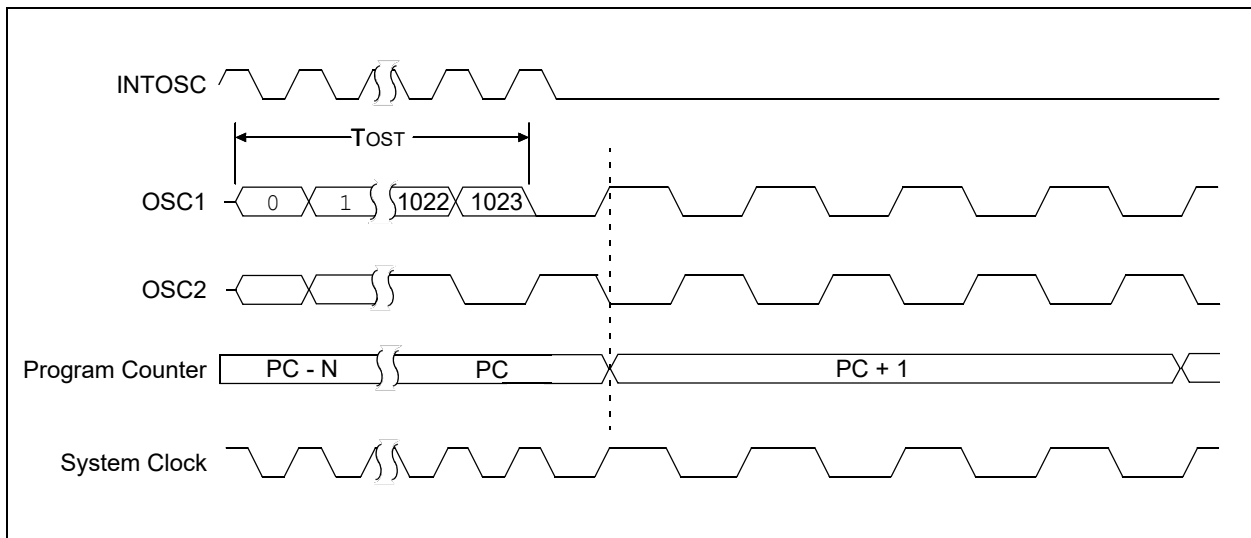 INTOSC
TOST
OSC1 0 1 1022 1023
OSC2
Program Counter PC - N PC PC + 1
System Clock